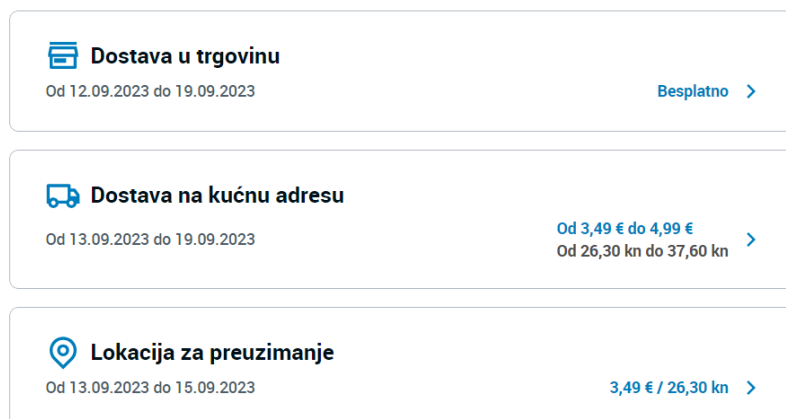 Dostava u trgovinu
Od 12.09.2023 do 19.09.2023
Besplatno
Dostava na kućnu adresu
Od 13.09.2023 do 19.09.2023
Od 3,49 € do 4,99 €
Od 26,30 kn do 37,60 kn
Lokacija za preuzimanje
Od 13.09.2023 do 15.09.2023
3,49 € / 26,30 kn